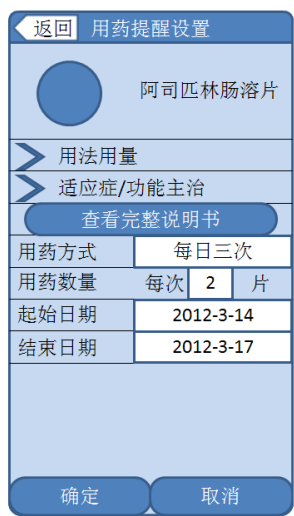 返回 用药提醒设置
阿司匹林肠溶片
用法用量
适应症/功能主治
查看完整说明书
用药方式 每日三次
用药数量 每次 2 片
起始日期 2012-3-14
结束日期 2012-3-17
确定 取消